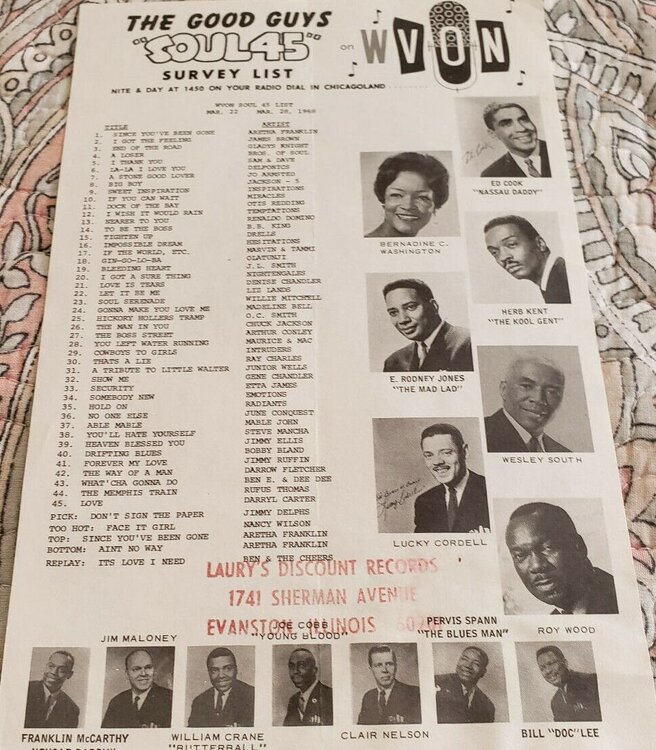 THE GOOD GUYS
"SOUL 45" on WVON
SURVEY LIST
NITE & DAY AT 1450 ON YOUR RADIO DIAL IN CHICAGOLAND
WVON SOUL 45 LIST
MAR. 22 MAR. 28, 1968
TITLE ARTIST
1. SINCE YOU'VE BEEN GONE ARETHA FRANKLIN
2. I GOT THE FEELING JAMES BROWN
3. END OF THE ROAD GLADYS KNIGHT
4. A LOSER BROS. OF SOUL
5. I THANK YOU SAM & DAVE
6. LA-LA I LOVE YOU DELFONICS
7. A STONE GOOD LOVER JO ARMSTED
8. BIG BOY JACKSON - 5
9. SWEET INSPIRATION INSPIRATIONS
10. IF YOU CAN WAIT MIRACLES
11. DOCK OF THE BAY OTIS REDDING
12. I WISH IT WOULD RAIN TEMPTATIONS
13. NEARER TO YOU RENALDO DOMINO
14. TO BE THE BOSS B.B. KING
15. TIGHTEN UP DRELLS
16. IMPOSSIBLE DREAM HESITATIONS
17. IF THE WORLD, ETC. MARVIN & TAMMI
18. GIN-GO-LO-BA OLATUNJI
19. BLEEDING HEART J.L. SMITH
20. I GOT A SURE THING NIGHTENGALES
21. LOVE IS TEARS DENISE CHANDLER
22. LET IT BE ME LIZ LANDS
23. SOUL SERENADE WILLIE MITCHELL
24. GONNA MAKE YOU LOVE ME MADELINE BELL
25. HICKORY HOLLERS TRAMP O.C. SMITH
26. THE MAN IN YOU CHUCK JACKSON
27. THE BOSS STREET ARTHUR CONLEY
28. YOU LEFT WATER RUNNING MAURICE & MAC
29. COWBOYS TO GIRLS INTRUDERS
30. THATS A LIE RAY CHARLES
31. A TRIBUTE TO LITTLE WALTER JUNIOR WELLS
32. SHOW ME GENE CHANDLER
33. SECURITY ETTA JAMES
34. SOMEBODY NEW EMOTIONS
35. HOLD ON RADIANTS
36. NO ONE ELSE JUNE CONQUEST
37. ABLE MABLE MABLE JOHN
38. YOU'LL HATE YOURSELF STEVE MANCHA
39. HEAVEN BLESSED YOU JIMMY ELLIS
40. DRIFTING BLUES BOBBY BLAND
41. FOREVER MY LOVE JIMMY RUFFIN
42. THE WAY OF A MAN DARROW FLETCHER
43. WHAT'CHA GONNA DO BEN E. & DEE DEE
44. THE MEMPHIS TRAIN RUFUS THOMAS
45. LOVE DARRYL CARTER
PICK: DON'T SIGN THE PAPER JIMMY DELPHS
TOO HOT: FACE IT GIRL NANCY WILSON
TOP: SINCE YOU'VE BEEN GONE ARETHA FRANKLIN
BOTTOM: AINT NO WAY ARETHA FRANKLIN
REPLAY: ITS LOVE I NEED BEN & THE CHEERS
ED COOK
"NASSAU DADDY"
BERNADINE C.
WASHINGTON
HERB KENT
"THE KOOL GENT"
E. RODNEY JONES
"THE MAD LAD"
WESLEY SOUTH
LUCKY CORDELL
ROY WOOD
LAURY'S DISCOUNT RECORDS
1741 SHERMAN AVENUE
EVANSTON, ILLINOIS
JIM MALONEY
JOE COBB
"YOUNG BLOOD"
PERVIS SPANN
"THE BLUES MAN"
FRANKLIN McCARTHY
WILLIAM CRANE
"BUTTERBALL"
CLAIR NELSON
BILL "DOC" LEE